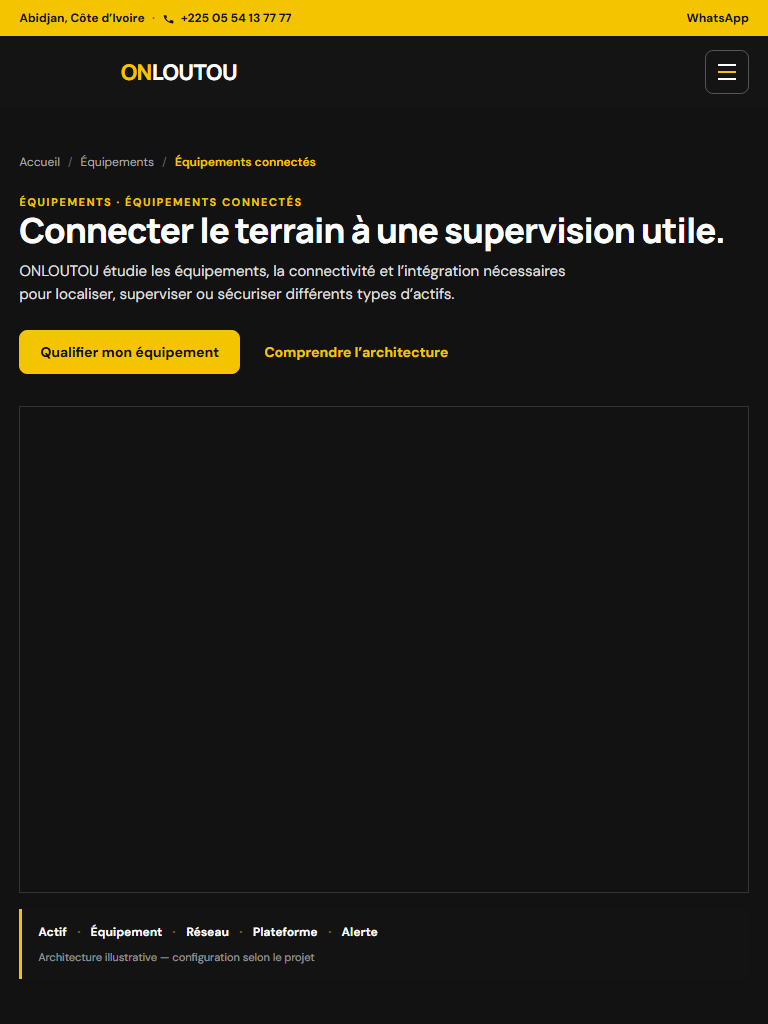 Abidjan, Côte d’Ivoire · +225 05 54 13 77 77 WhatsApp
ONLOUTOU
Accueil / Équipements / Équipements connectés
ÉQUIPEMENTS · ÉQUIPEMENTS CONNECTÉS
Connecter le terrain à une supervision utile.
ONLOUTOU étudie les équipements, la connectivité et l’intégration nécessaires
pour localiser, superviser ou sécuriser différents types d’actifs.
Qualifier mon équipement Comprendre l’architecture
Actif · Équipement · Réseau · Plateforme · Alerte
Architecture illustrative — configuration selon le projet